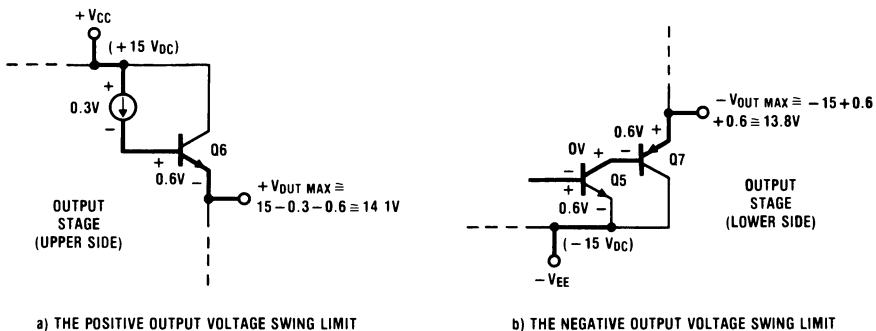 +VCC
(+15 VDC)
+
0.3V
−
Q6
+
0.6V −
+ VDUT MAX ≅
15−0.3−0.6≅14 1V
OUTPUT
STAGE
(UPPER SIDE)
a) THE POSITIVE OUTPUT VOLTAGE SWING LIMIT
− VOUT MAX ≅ −15+0.6
+0.6≅13.8V
0.6V +
−
Q7
0V
+
−
+
Q5
0.6V −
OUTPUT
STAGE
(LOWER SIDE)
(−15 VDC)
−VEE
b) THE NEGATIVE OUTPUT VOLTAGE SWING LIMIT